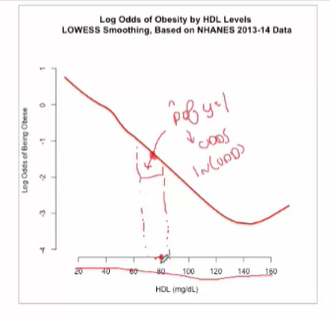 Log Odds of Obesity by HDL Levels
LOWESS Smoothing, Based on NHANES 2013-14 Data
Log Odds of Being Obese
1
0
-1
-2
-3
-4
y=1
odds
ln(odds)
20 40 60 80 100 120 140 160
HDL (mg/dL)